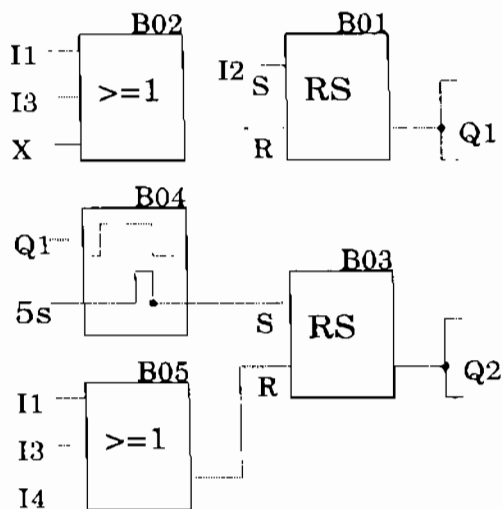 B02
I1
I3
X
>=1
B01
I2
S
R
RS
Q1
B04
Q1
5s
B03
S
R
RS
Q2
B05
I1
I3
I4
>=1